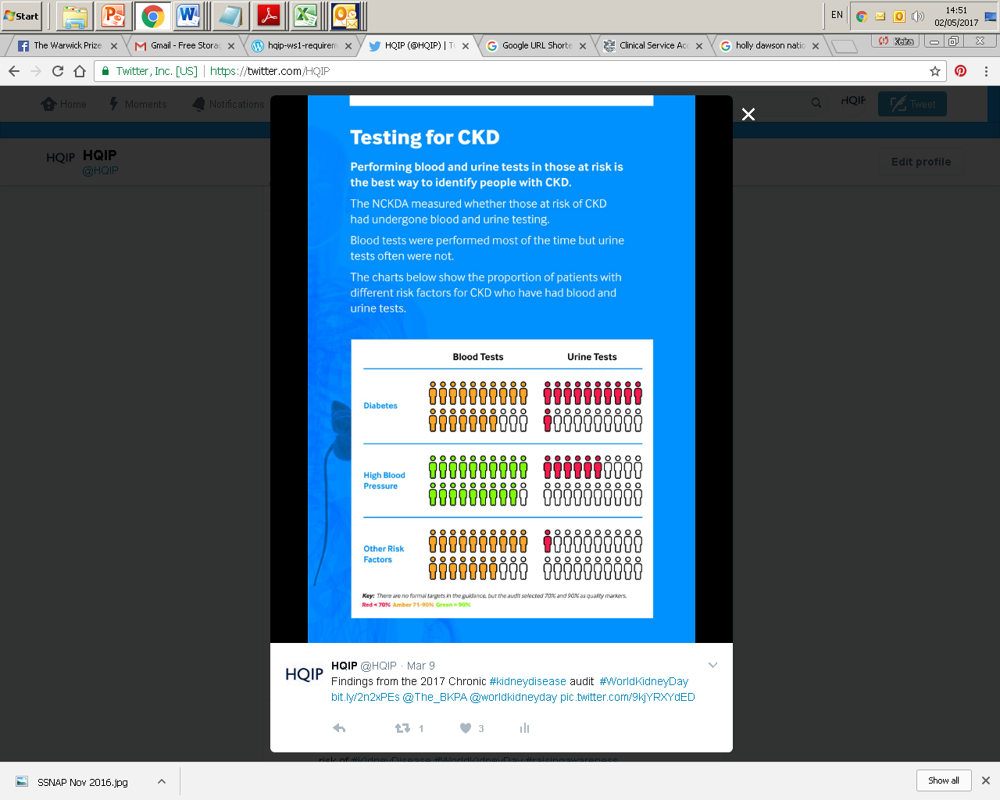 Start
EN
14:51
02/05/2017
The Warwick Prize
Gmail - Free Storag
hqip-ws1-requirem
HQIP (@HQIP) | Tw
Google URL Shorte
Clinical Service Acc
holly dawson natio
Keira
Twitter, Inc. [US]
https://twitter.com/HQIP
Home
Moments
Notifications
HQIP
Tweet
HQIP
HQIP
@HQIP
Edit profile
Testing for CKD
Performing blood and urine tests in those at risk is
the best way to identify people with CKD.
The NCKDA measured whether those at risk of CKD
had undergone blood and urine testing.
Blood tests were performed most of the time but urine
tests often were not.
The charts below show the proportion of patients with
different risk factors for CKD who have had blood and
urine tests.
Blood Tests
Urine Tests
Diabetes
High Blood
Pressure
Other Risk
Factors
Key: There are no formal targets in the guidance, but the audit selected 70% and 90% as quality markers.
Red < 70% Amber 71-90% Green > 90%
HQIP
HQIP @HQIP · Mar 9
Findings from the 2017 Chronic #kidneydisease audit #WorldKidneyDay
bit.ly/2n2xPEs @The_BKPA @worldkidneyday pic.twitter.com/9kjYRXYdED
1
3
risk of #KidneyDisease #WorldKidneyDay #raisingawareness
SSNAP Nov 2016.jpg
Show all